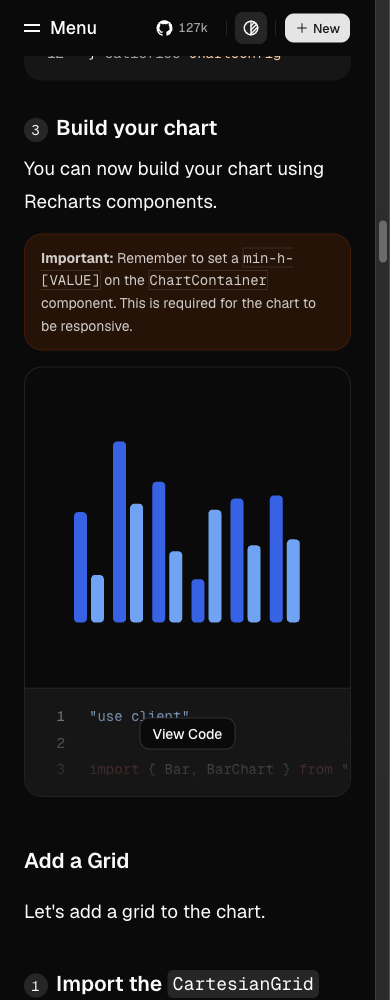 Menu 127k + New
3 Build your chart
You can now build your chart using
Recharts components.
Important: Remember to set a min-h-
[VALUE] on the ChartContainer
component. This is required for the chart to
be responsive.
1 "use client"
View Code
2
3 import { Bar, BarChart } from "
Add a Grid
Let's add a grid to the chart.
1 Import the CartesianGrid